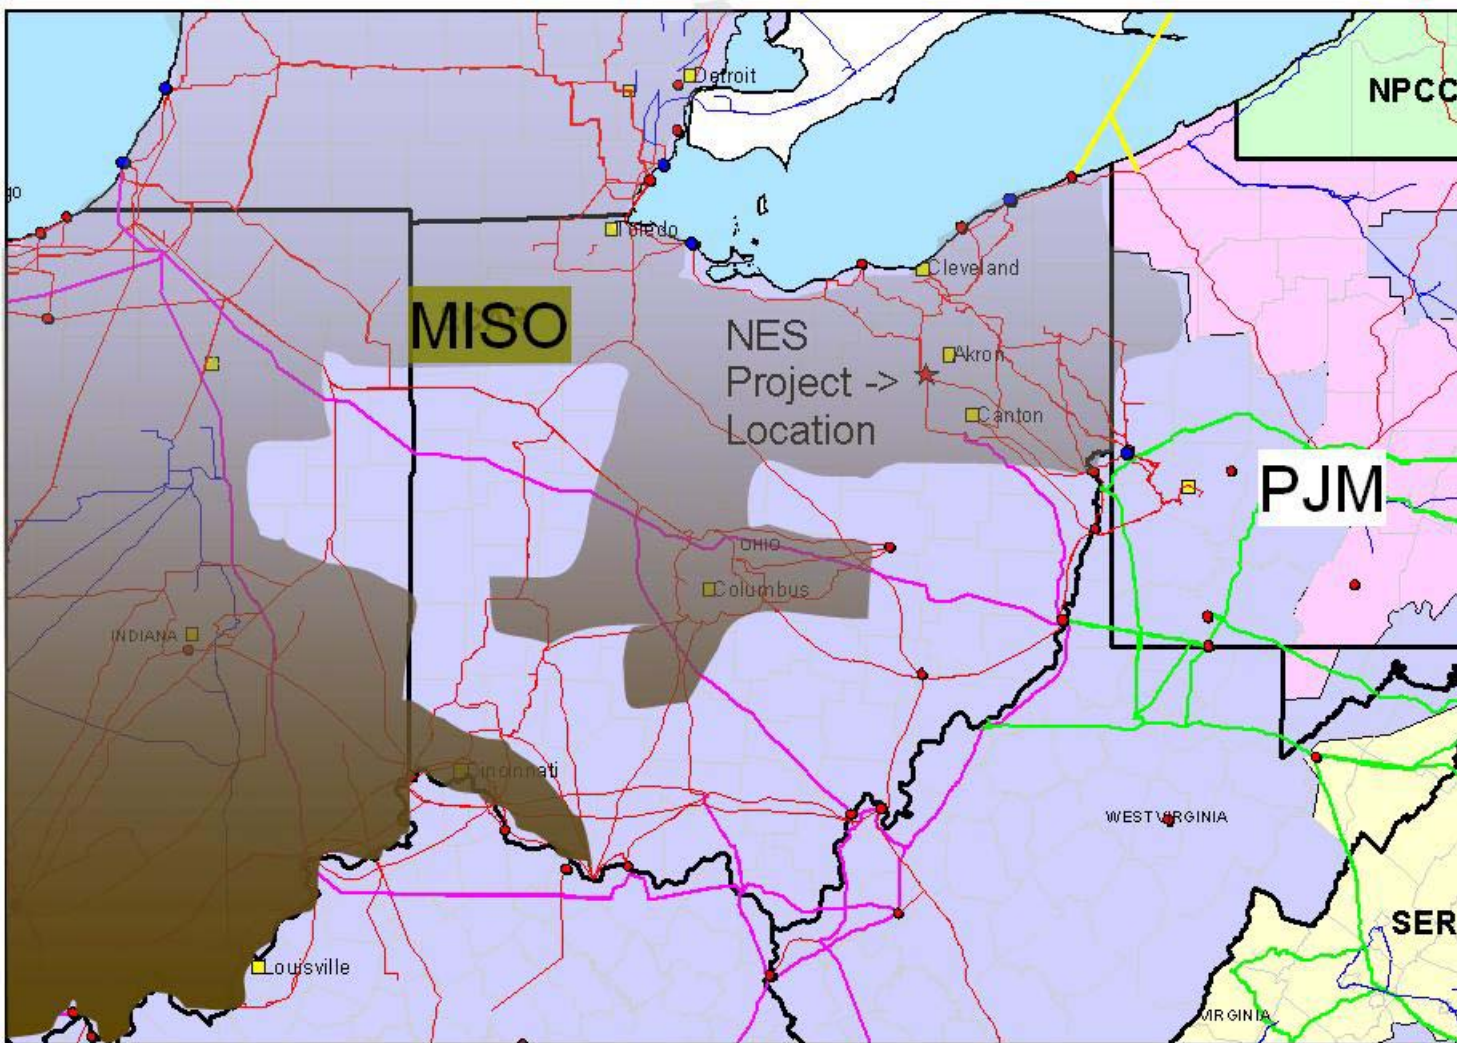 Detroit
NPCC
go
Toledo
Cleveland
MISO
NES
Project ->
Location
Akron
Canton
PJM
OHIO
Columbus
INDIANA
Cincinnati
WEST VIRGINIA
SER
Louisville
VIRGINIA